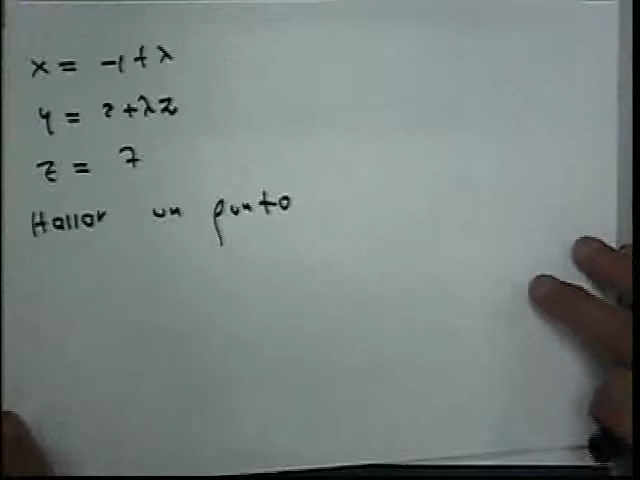 x = -1+λ
y = 2+λ2
z = 7
Hallar un punto